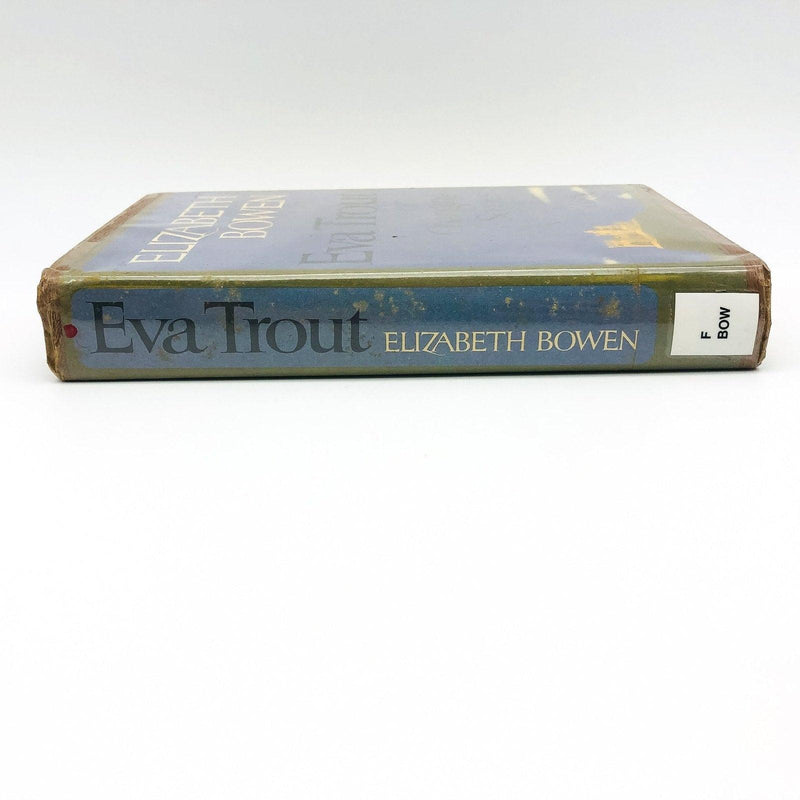 ELIZABETH
BOWEN
Eva Trout
Eva Trout
ELIZABETH BOWEN
F
BOW